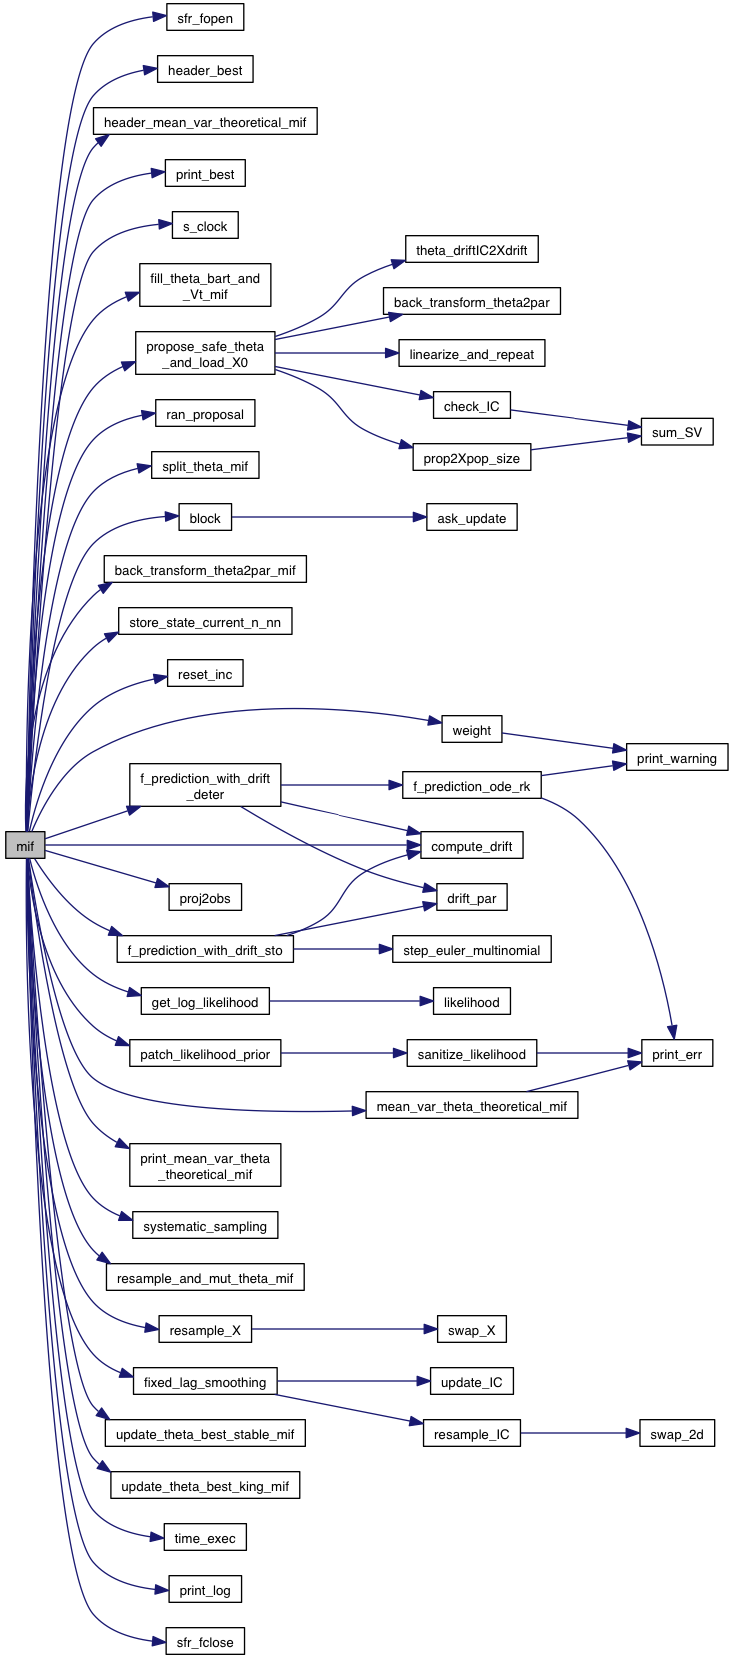 sfr_fopen
header_best
header_mean_var_theoretical_mif
print_best
s_clock
theta_driftIC2Xdrift
fill_theta_bart_and
_Vt_mif
back_transform_theta2par
propose_safe_theta
_and_load_X0
linearize_and_repeat
check_IC
ran_proposal
sum_SV
prop2Xpop_size
split_theta_mif
block
ask_update
back_transform_theta2par_mif
store_state_current_n_nn
reset_inc
weight
print_warning
f_prediction_with_drift
_deter
f_prediction_ode_rk
mif
compute_drift
proj2obs
drift_par
f_prediction_with_drift_sto
step_euler_multinomial
get_log_likelihood
likelihood
patch_likelihood_prior
sanitize_likelihood
print_err
mean_var_theta_theoretical_mif
print_mean_var_theta
_theoretical_mif
systematic_sampling
resample_and_mut_theta_mif
resample_X
swap_X
fixed_lag_smoothing
update_IC
update_theta_best_stable_mif
resample_IC
swap_2d
update_theta_best_king_mif
time_exec
print_log
sfr_fclose